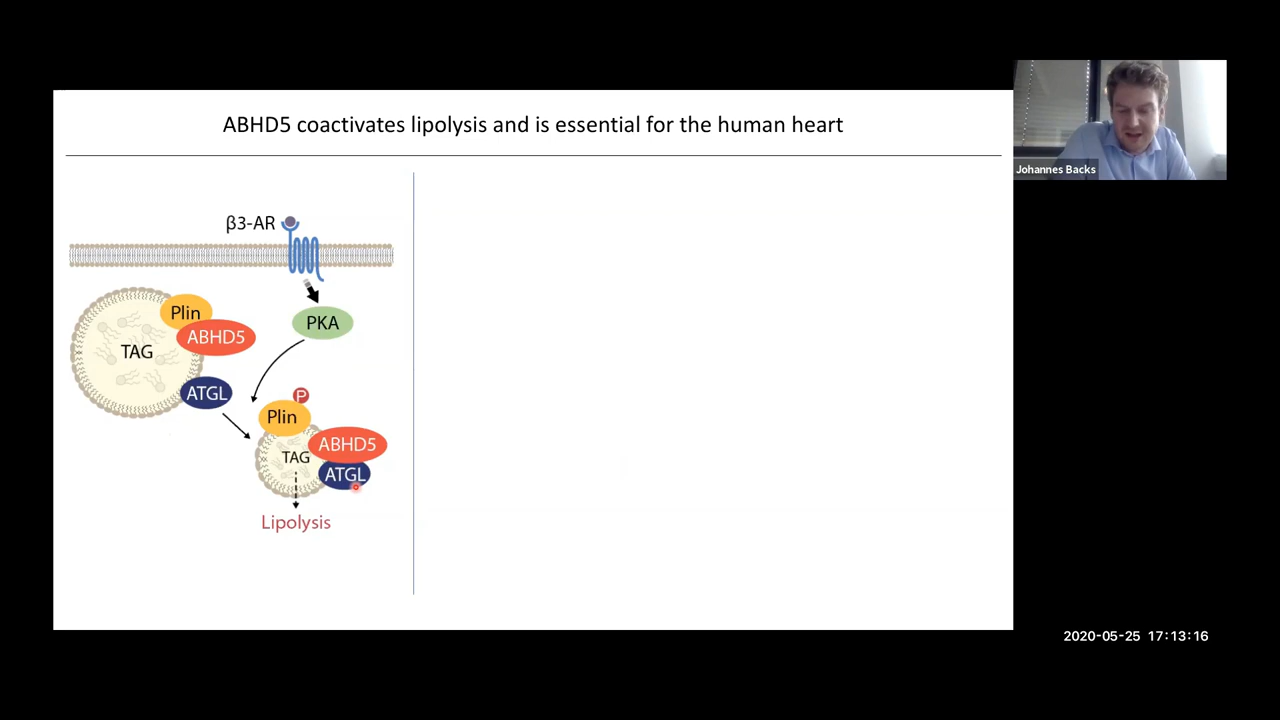 ABHD5 coactivates lipolysis and is essential for the human heart
Johannes Backs
β3-AR
Plin
ABHD5
PKA
TAG
ATGL
P
Plin
ABHD5
TAG
ATGL
Lipolysis
2020-05-25 17:13:16